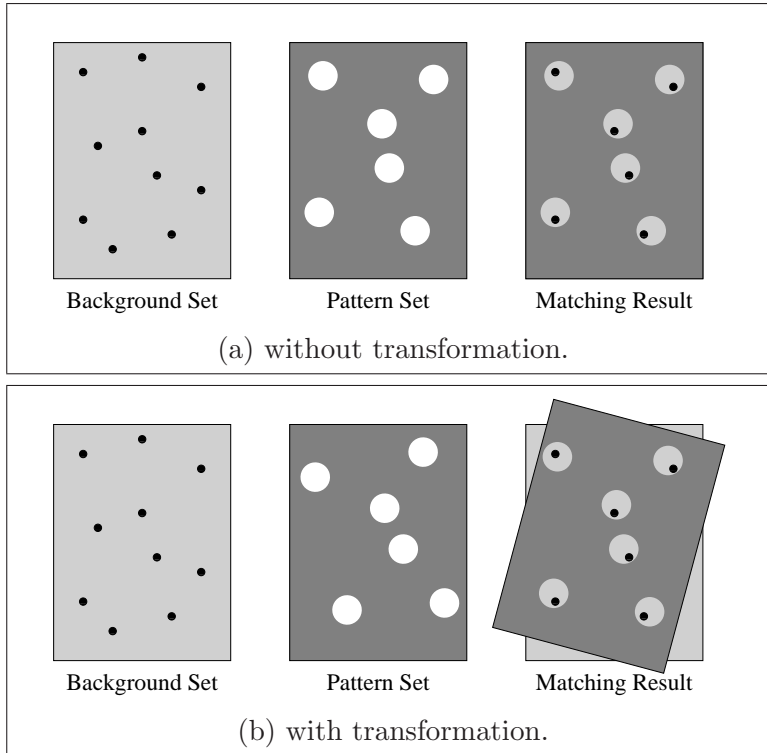 Background Set Pattern Set Matching Result
(a) without transformation.
Background Set Pattern Set Matching Result
(b) with transformation.